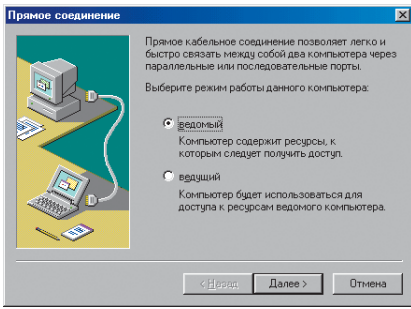 Прямое соединение
Прямое кабельное соединение позволяет легко и
быстро связать между собой два компьютера через
параллельные или последовательные порты.
Выберите режим работы данного компьютера:
ведомый
Компьютер содержит ресурсы, к
которым следует получить доступ.
ведущий
Компьютер будет использоваться для
доступа к ресурсам ведомого компьютера.
< Назад Далее > Отмена